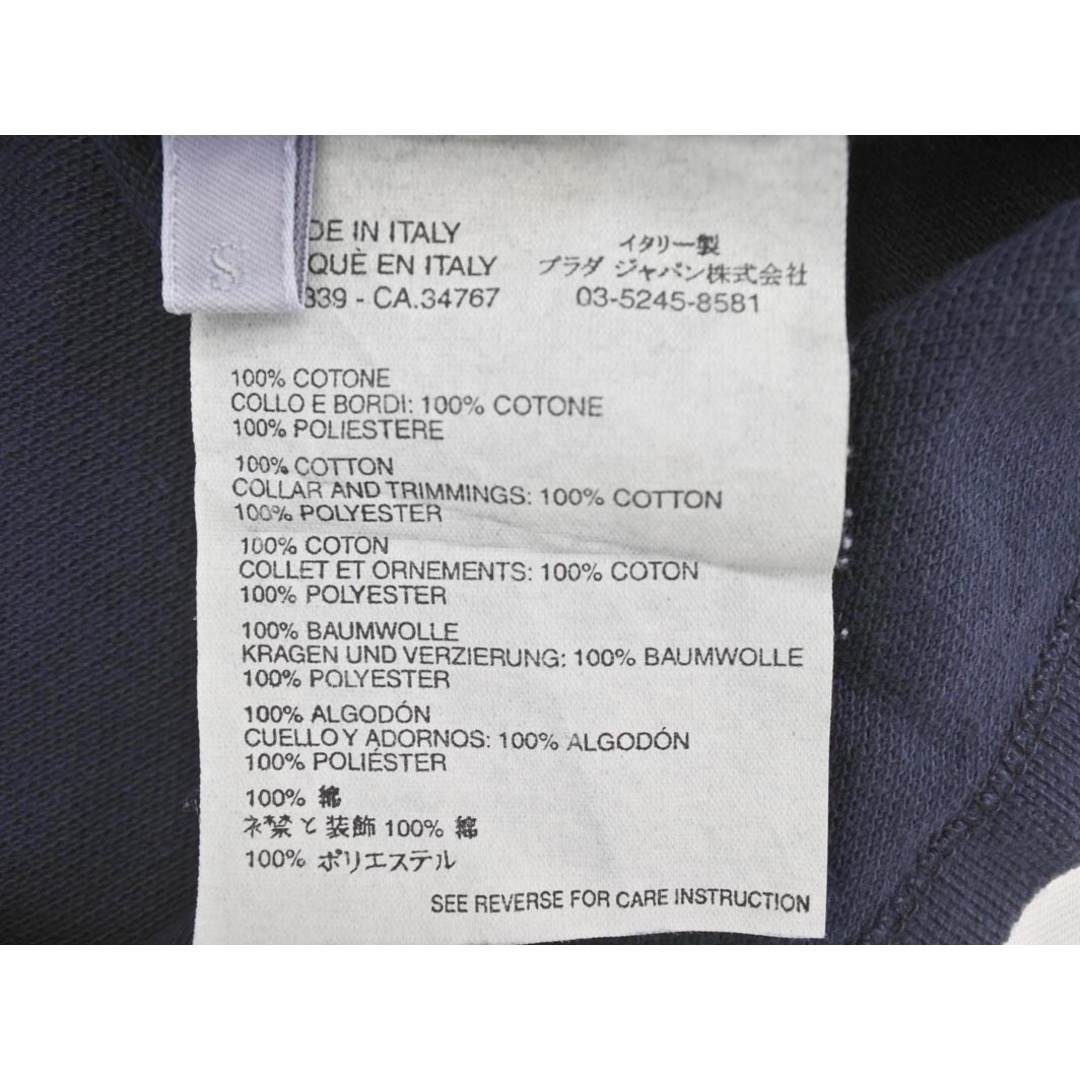 S
DE IN ITALY
QUÈ EN ITALY
339 - CA.34767
イタリー製
プラダ ジャパン株式会社
03-5245-8581
100% COTONE
COLLO E BORDI: 100% COTONE
100% POLIESTERE
100% COTTON
COLLAR AND TRIMMINGS: 100% COTTON
100% POLYESTER
100% COTON
COLLET ET ORNEMENTS: 100% COTON
100% POLYESTER
100% BAUMWOLLE
KRAGEN UND VERZIERUNG: 100% BAUMWOLLE
100% POLYESTER
100% ALGODÓN
CUELLO Y ADORNOS: 100% ALGODÓN
100% POLIÉSTER
100% 綿
ネ禁と装飾 100% 綿
100% ポリエステル
SEE REVERSE FOR CARE INSTRUCTION